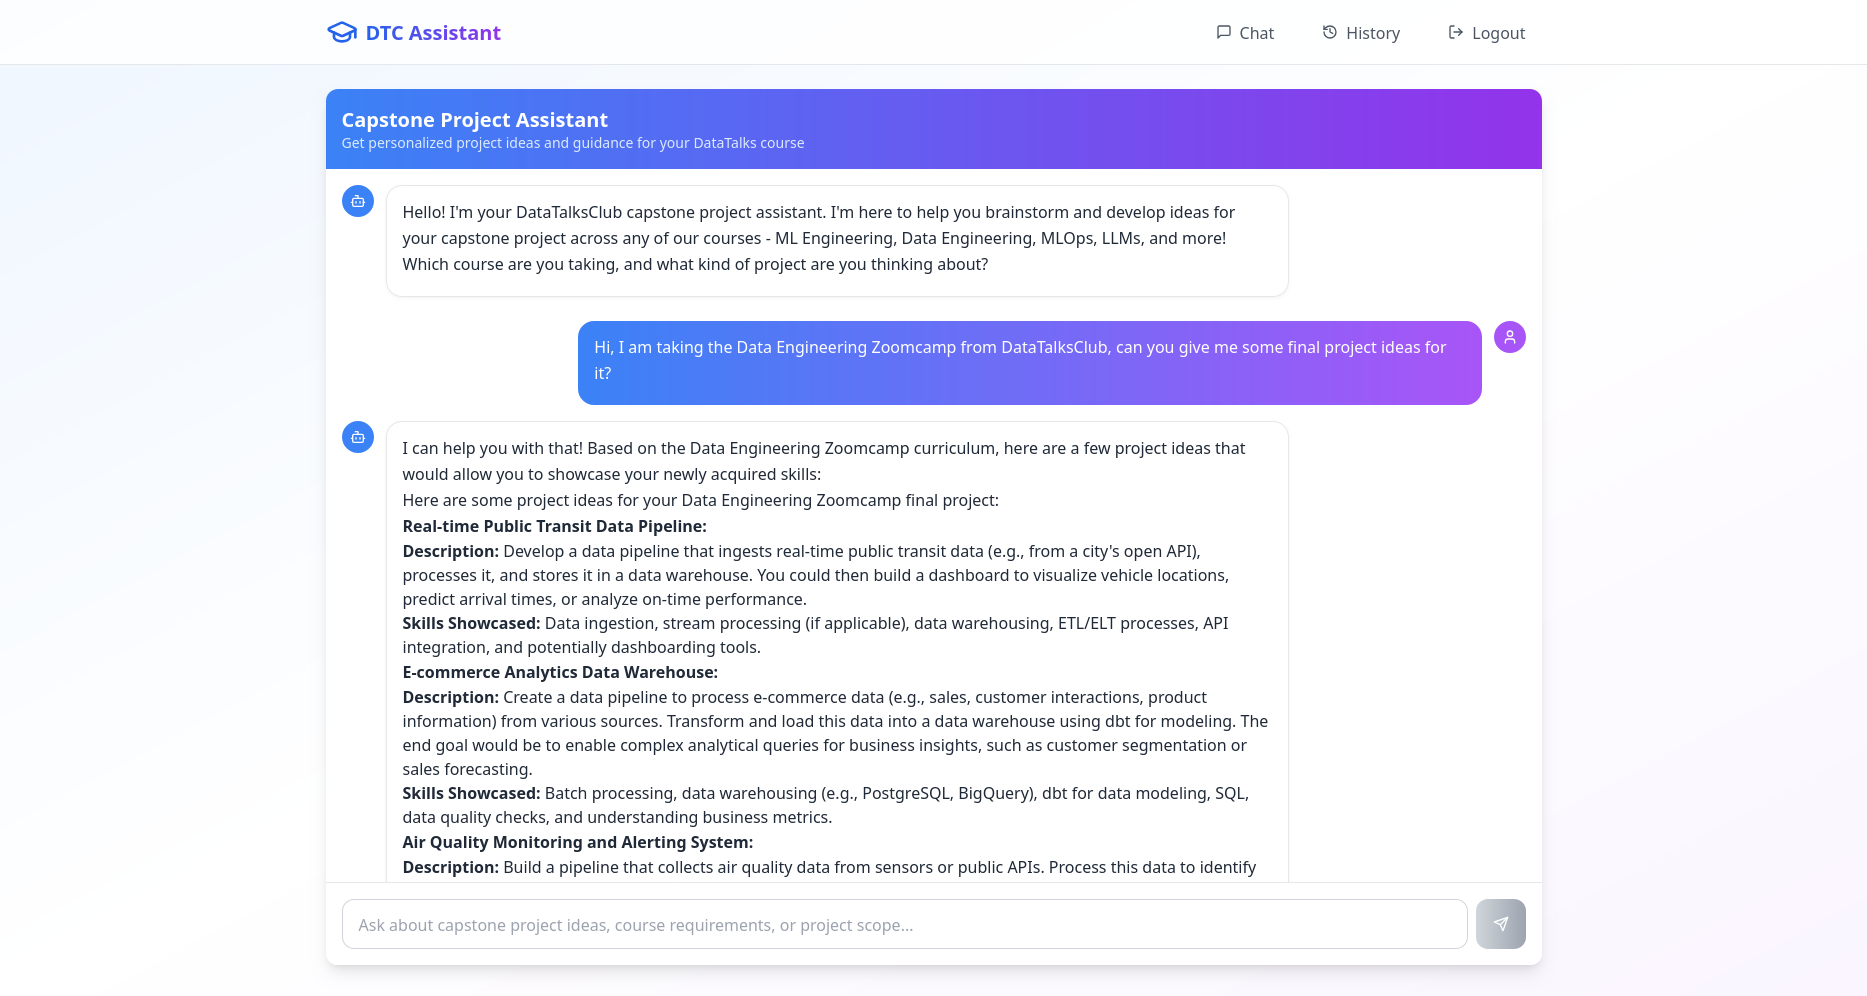 DTC Assistant
Chat
History
Logout
Capstone Project Assistant
Get personalized project ideas and guidance for your DataTalks course
Hello! I'm your DataTalksClub capstone project assistant. I'm here to help you brainstorm and develop ideas for
your capstone project across any of our courses - ML Engineering, Data Engineering, MLOps, LLMs, and more!
Which course are you taking, and what kind of project are you thinking about?
Hi, I am taking the Data Engineering Zoomcamp from DataTalksClub, can you give me some final project ideas for
it?
I can help you with that! Based on the Data Engineering Zoomcamp curriculum, here are a few project ideas that
would allow you to showcase your newly acquired skills:
Here are some project ideas for your Data Engineering Zoomcamp final project:
Real-time Public Transit Data Pipeline:
Description: Develop a data pipeline that ingests real-time public transit data (e.g., from a city's open API),
processes it, and stores it in a data warehouse. You could then build a dashboard to visualize vehicle locations,
predict arrival times, or analyze on-time performance.
Skills Showcased: Data ingestion, stream processing (if applicable), data warehousing, ETL/ELT processes, API
integration, and potentially dashboarding tools.
E-commerce Analytics Data Warehouse:
Description: Create a data pipeline to process e-commerce data (e.g., sales, customer interactions, product
information) from various sources. Transform and load this data into a data warehouse using dbt for modeling. The
end goal would be to enable complex analytical queries for business insights, such as customer segmentation or
sales forecasting.
Skills Showcased: Batch processing, data warehousing (e.g., PostgreSQL, BigQuery), dbt for data modeling, SQL,
data quality checks, and understanding business metrics.
Air Quality Monitoring and Alerting System:
Description: Build a pipeline that collects air quality data from sensors or public APIs. Process this data to identify
Ask about capstone project ideas, course requirements, or project scope...